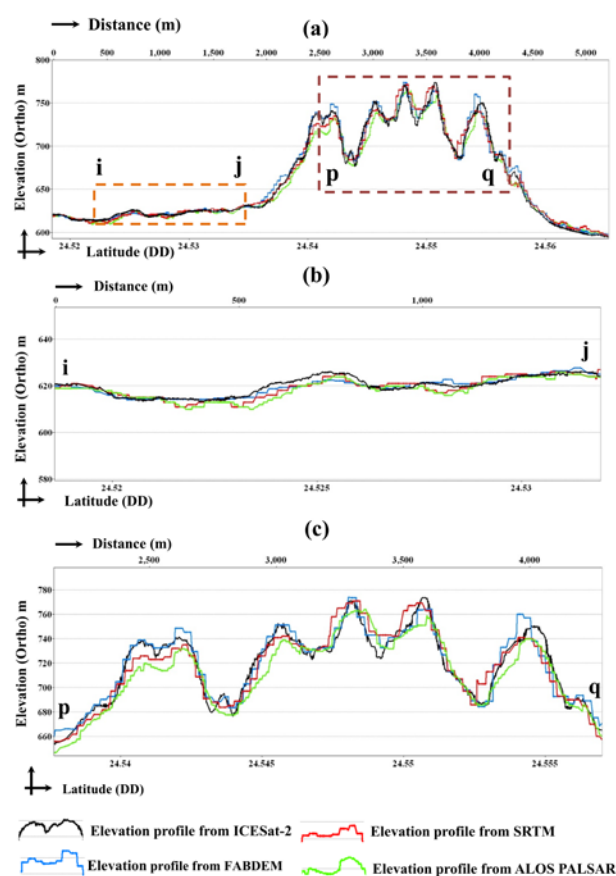 (a)
Distance (m)
0 500 1,000 1,500 2,000 2,500 3,000 3,500 4,000 4,500 5,000
Elevation (Ortho) m
800
750
700
650
600
i j p q
24.52 24.53 24.54 24.55 24.56
Latitude (DD)
(b)
Distance (m)
0 500 1,000
Elevation (Ortho) m
640
620
600
580
i j
24.52 24.525 24.53
Latitude (DD)
(c)
Distance (m)
2,500 3,000 3,500 4,000
Elevation (Ortho) m
760
740
720
700
680
660
p q
24.54 24.545 24.55 24.555
Latitude (DD)
Elevation profile from ICESat-2 Elevation profile from SRTM
Elevation profile from FABDEM Elevation profile from ALOS PALSAR